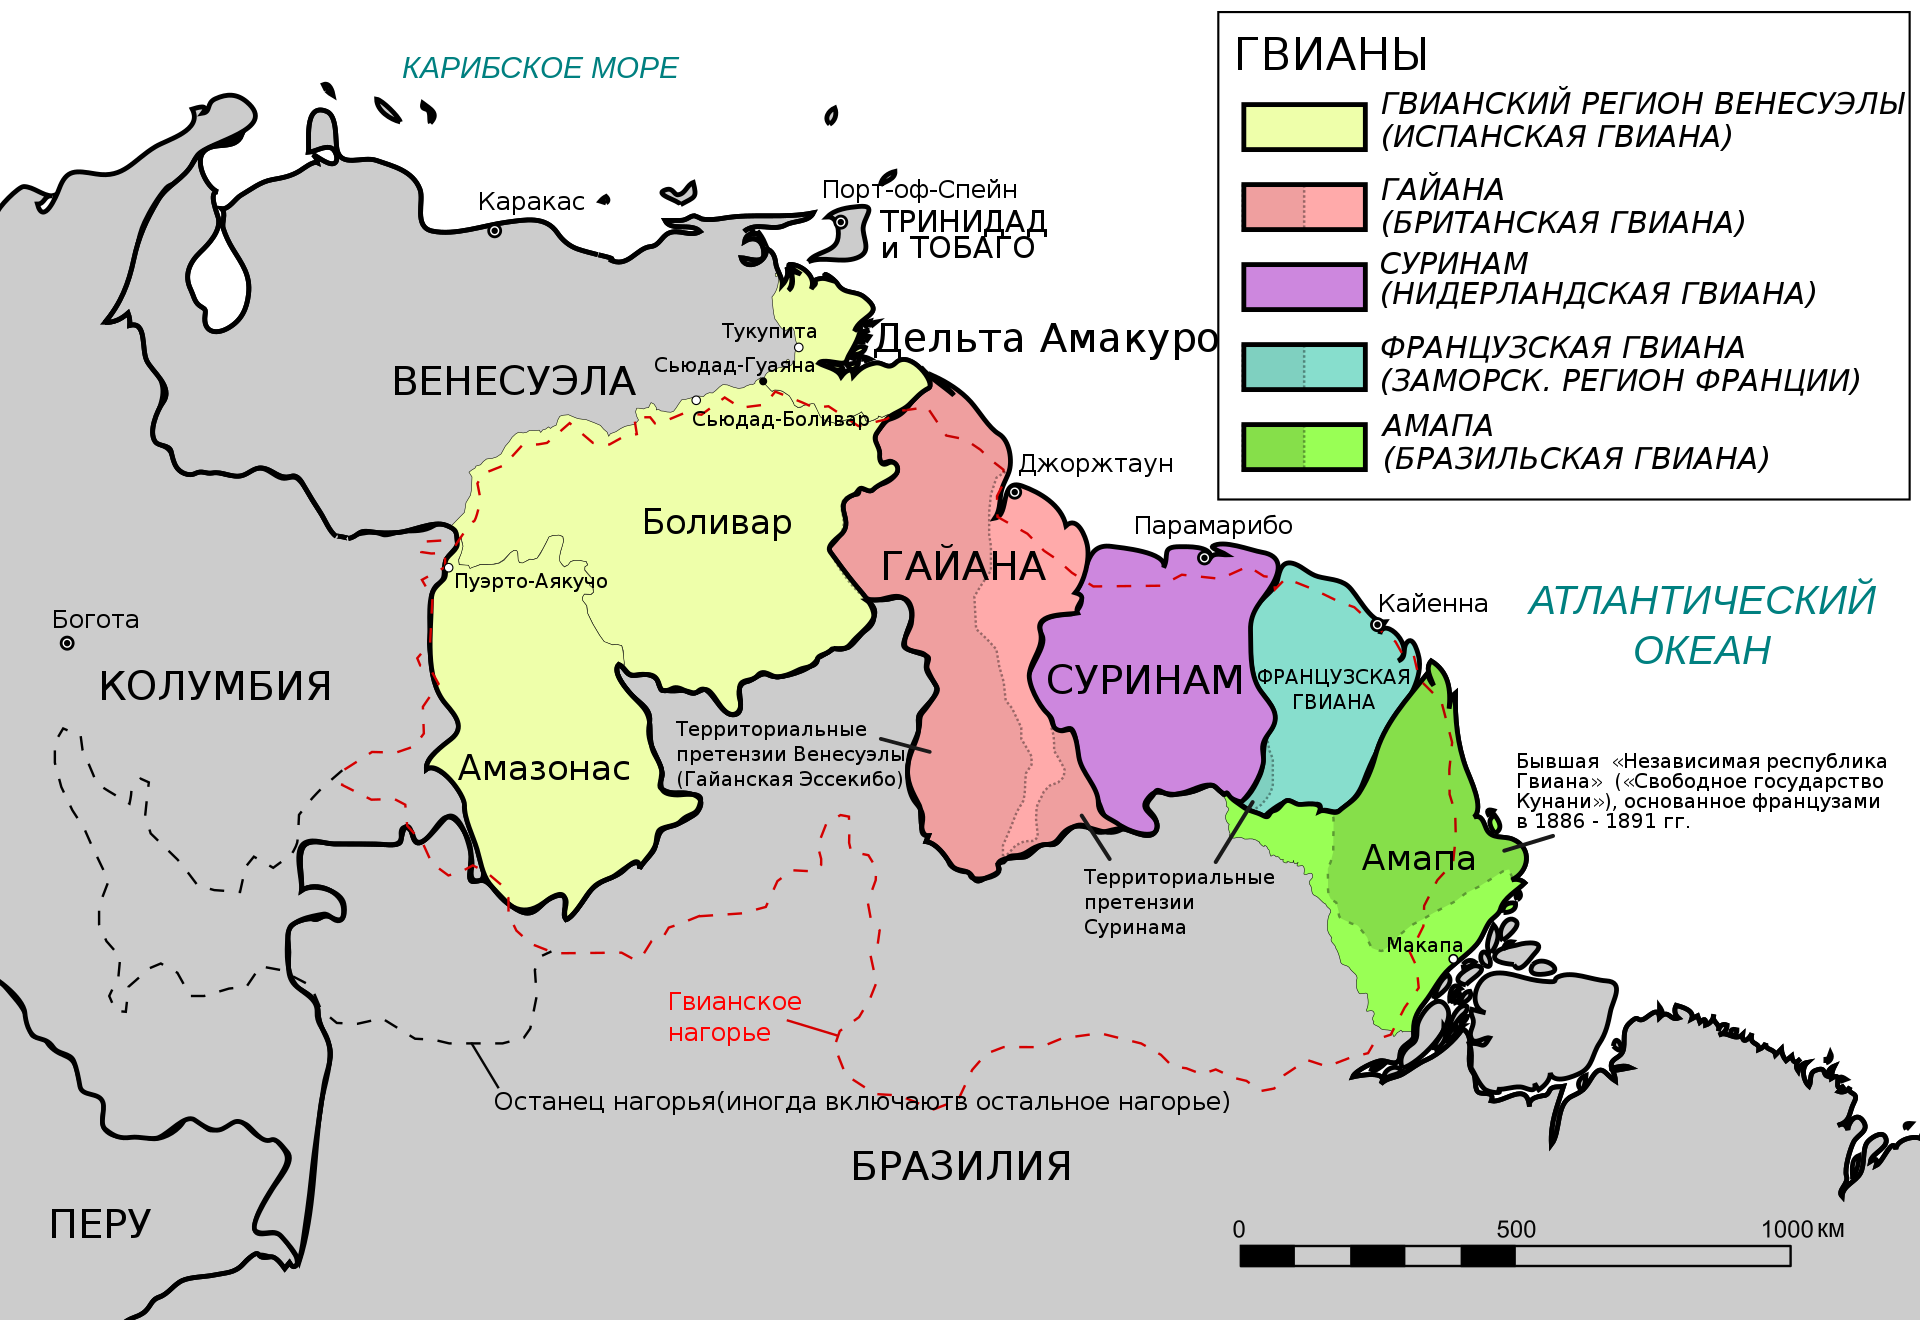 КАРИБСКОЕ МОРЕ
ГВИАНЫ
ГВИАНСКИЙ РЕГИОН ВЕНЕСУЭЛЫ
(ИСПАНСКАЯ ГВИАНА)
ГАЙАНА
(БРИТАНСКАЯ ГВИАНА)
СУРИНАМ
(НИДЕРЛАНДСКАЯ ГВИАНА)
ФРАНЦУЗСКАЯ ГВИАНА
(ЗАМОРСК. РЕГИОН ФРАНЦИИ)
АМАПА
(БРАЗИЛЬСКАЯ ГВИАНА)
Каракас
Порт-оф-Спейн
ТРИНИДАД
и ТОБАГО
Тукупита
Дельта Амакуро
Сьюдад-Гуаяна
ВЕНЕСУЭЛА
Сьюдад-Боливар
Джоржтаун
Боливар
Парамарибо
ГАЙАНА
Пуэрто-Аякучо
Кайенна
АТЛАНТИЧЕСКИЙ
ОКЕАН
Богота
КОЛУМБИЯ
СУРИНАМ
ФРАНЦУЗСКАЯ
ГВИАНА
Территориальные
претензии Венесуэлы
(Гайанская Эссекибо)
Амазонас
Бывшая «Независимая республика
Гвиана» («Свободное государство
Кунани»), основанное французами
в 1886 - 1891 гг.
Амапа
Территориальные
претензии
Суринама
Макапа
Гвианское
нагорье
Останец нагорья(иногда включаютв остальное нагорье)
БРАЗИЛИЯ
ПЕРУ
0 500 1000 КМ